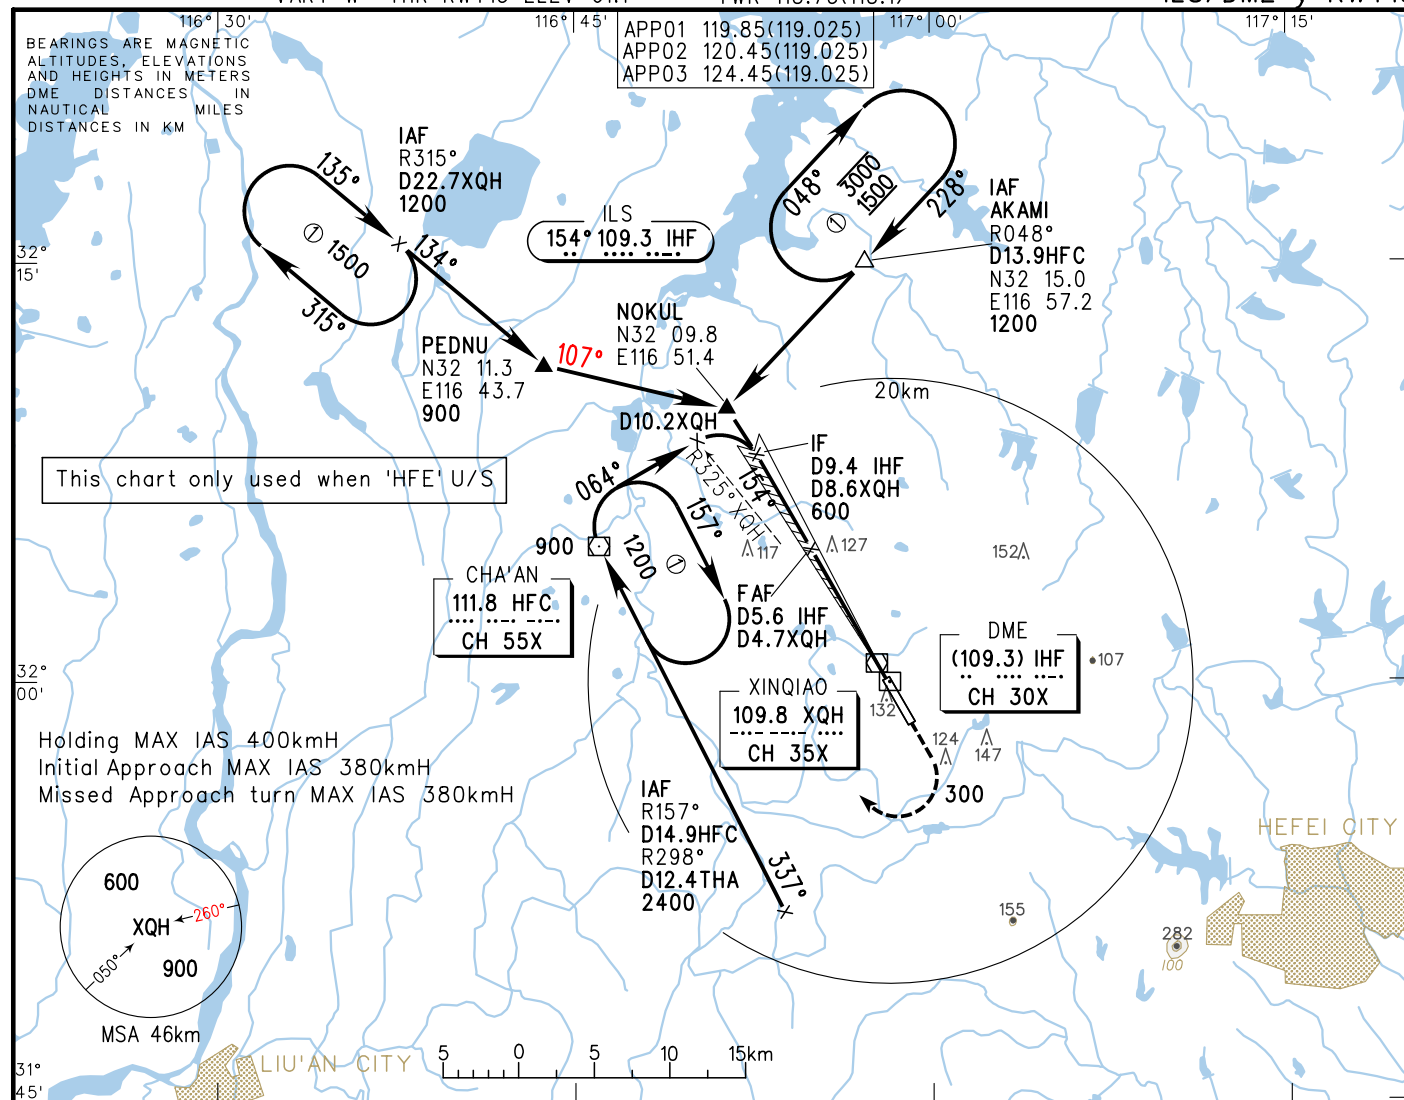 116°30'
116°45'
117°00'
117°15'
BEARINGS ARE MAGNETIC
ALTITUDES, ELEVATIONS
AND HEIGHTS IN METERS
DME DISTANCES IN
NAUTICAL MILES
DISTANCES IN KM
APP01 119.85(119.025)
APP02 120.45(119.025)
APP03 124.45(119.025)
IAF
R315°
D22.7XQH
1200
135°
① 1500
315°
134°
ILS
154° 109.3 IHF
048°
3000
1500
①
228°
IAF
AKAMI
R048°
D13.9HFC
N32 15.0
E116 57.2
1200
32°
15'
NOKUL
N32 09.8
E116 51.4
PEDNU
N32 11.3
E116 43.7
900
107°
20km
D10.2XQH
IF
D9.4 IHF
D8.6XQH
600
This chart only used when 'HFE' U/S
064°
R325° XQH
154°
157°
1200
①
900
117
127
152
CHA'AN
111.8 HFC
CH 55X
FAF
D5.6 IHF
D4.7XQH
DME
(109.3) IHF
CH 30X
107
32°
00'
XINQIAO
109.8 XQH
CH 35X
132
124
147
300
Holding MAX IAS 400kmH
Initial Approach MAX IAS 380kmH
Missed Approach turn MAX IAS 380kmH
IAF
R157°
D14.9HFC
R298°
D12.4THA
2400
337°
HEFEI CITY
600
XQH
260°
050°
900
MSA 46km
155
282
100
LIU'AN CITY
5 0 5 10 15km
31°
45'